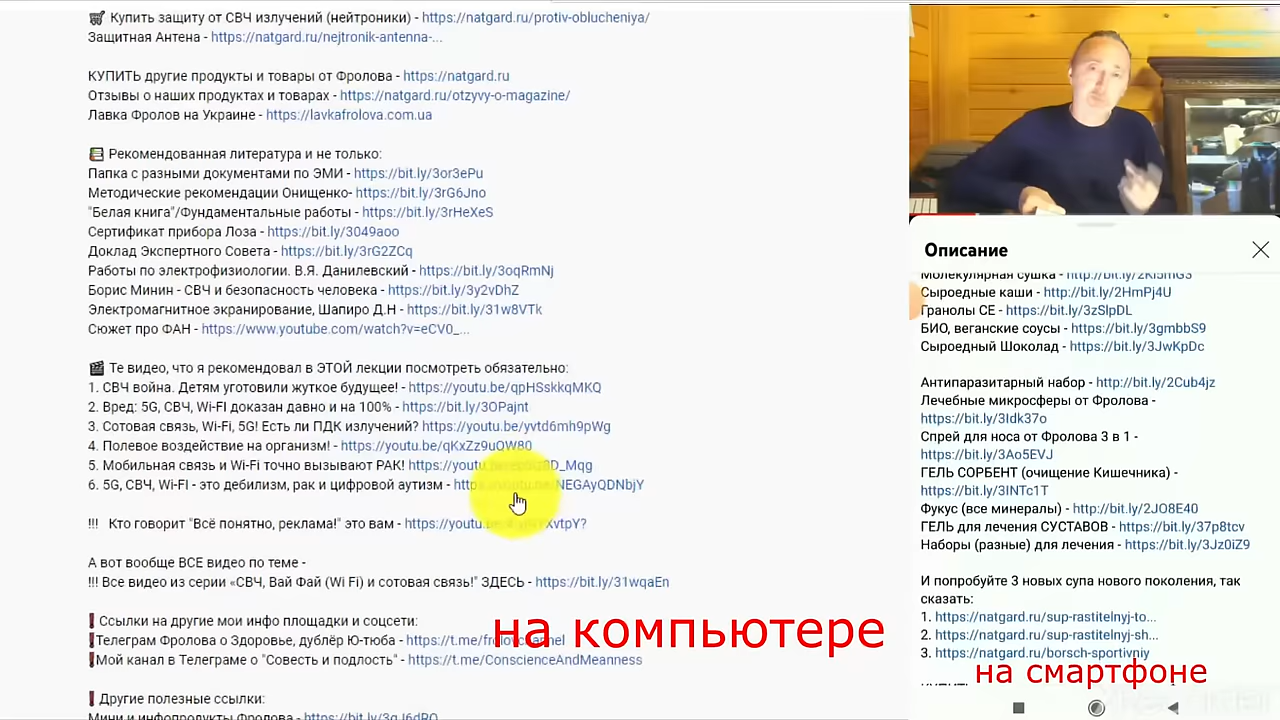 Купить защиту от СВЧ излучений (нейтроники) - https://natgard.ru/protiv-oblucheniya/
Защитная Антена - https://natgard.ru/nejtronik-antenna-...
КУПИТЬ другие продукты и товары от Фролова - https://natgard.ru
Отзывы о наших продуктах и товарах - https://natgard.ru/otzyvy-o-magazine/
Лавка Фролов на Украине - https://lavkafrolova.com.ua
Рекомендованная литература и не только:
Папка с разными документами по ЭМИ - https://bit.ly/3or3ePu
Методические рекомендации Онищенко- https://bit.ly/3rG6Jno
"Белая книга"/Фундаментальные работы - https://bit.ly/3rHeXeS
Сертификат прибора Лоза - https://bit.ly/3049aoo
Доклад Экспертного Совета - https://bit.ly/3rG2ZCq
Работы по электрофизиологии. В.Я. Данилевский - https://bit.ly/3oqRmNj
Борис Минин - СВЧ и безопасность человека - https://bit.ly/3y2vDhZ
Электромагнитное экранирование, Шапиро Д.Н - https://bit.ly/31w8VTk
Сюжет про ФАН - https://www.youtube.com/watch?v=eCV0_...
Те видео, что я рекомендовал в ЭТОЙ лекции посмотреть обязательно:
1. СВЧ война. Детям уготовили жуткое будущее! - https://youtu.be/qpHSskkqMKQ
2. Вред: 5G, СВЧ, Wi-FI доказан давно и на 100% - https://bit.ly/3OPajnt
3. Сотовая связь, Wi-Fi, 5G! Есть ли ПДК излучений? https://youtu.be/yvtd6mh9pWg
4. Полевое воздействие на организм! - https://youtu.be/qKxZz9uOW80
5. Мобильная связь и Wi-Fi точно вызывают РАК!
6. 5G, СВЧ, Wi-FI - это дебилизм, рак и цифровой аутизм -
!!! Кто говорит "Всё понятно, реклама!" это вам -
А вот вообще ВСЕ видео по теме -
!!! Все видео из серии «СВЧ, Вай Фай (Wi Fi) и сотовая связь!" ЗДЕСЬ - https://bit.ly/31wqaEn
Ссылки на другие мои инфо площадки и соцсети:
Телеграм Фролова о Здоровье, дублёр Ю-тюба -
Мой канал в Телеграме о "Совесть и подлость" - https://t.me/ConscienceAndMeanness
Другие полезные ссылки:
Мини и инфопродукты Фролова -
на компьютере
Описание
Молекулярная сушка - http://bit.ly/2KI5mG3
Сыроедные каши - http://bit.ly/2HmPj4U
Гранолы СЕ - https://bit.ly/3zSlpDL
БИО, веганские соусы - https://bit.ly/3gmbbS9
Сыроедный Шоколад - https://bit.ly/3JwKpDc
Антипаразитарный набор - http://bit.ly/2Cub4jz
Лечебные микросферы от Фролова -
https://bit.ly/3Idk37o
Спрей для носа от Фролова 3 в 1 -
https://bit.ly/3Ao5EVJ
ГЕЛЬ СОРБЕНТ (очищение Кишечника) -
https://bit.ly/3INTc1T
Фукус (все минералы) - http://bit.ly/2JO8E40
ГЕЛЬ для лечения СУСТАВОВ - https://bit.ly/37p8tcv
Наборы (разные) для лечения - https://bit.ly/3Jz0iZ9
И попробуйте 3 новых супа нового поколения, так
сказать:
1. https://natgard.ru/sup-rastitelnyj-to...
2. https://natgard.ru/sup-rastitelnyj-sh...
3. https://natgard.ru/borsch-sportivniy
на смартфоне